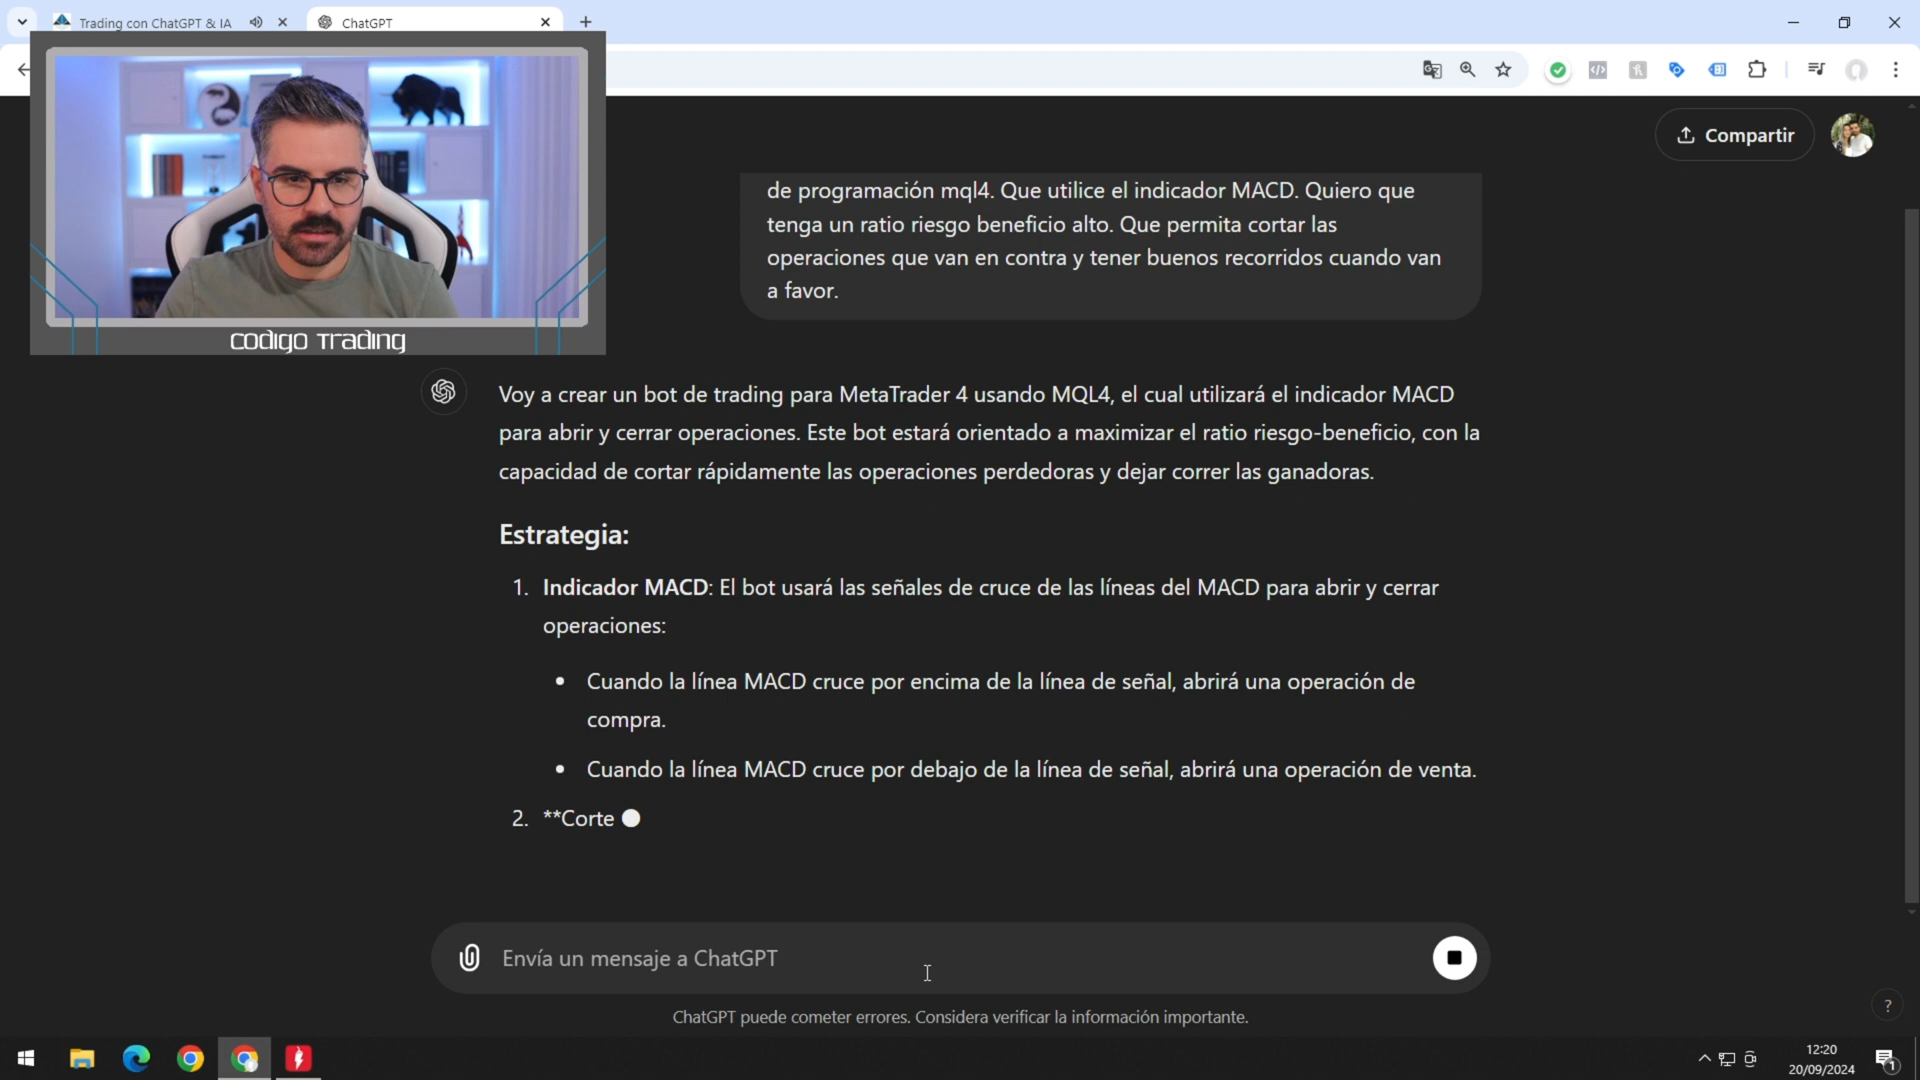 Trading con ChatGPT & IA
ChatGPT
Compartir
de programación mql4. Que utilice el indicador MACD. Quiero que
tenga un ratio riesgo beneficio alto. Que permita cortar las
operaciones que van en contra y tener buenos recorridos cuando van
a favor.
CODIGO TRADING
Voy a crear un bot de trading para MetaTrader 4 usando MQL4, el cual utilizará el indicador MACD
para abrir y cerrar operaciones. Este bot estará orientado a maximizar el ratio riesgo-beneficio, con la
capacidad de cortar rápidamente las operaciones perdedoras y dejar correr las ganadoras.
Estrategia:
1. Indicador MACD: El bot usará las señales de cruce de las líneas del MACD para abrir y cerrar
operaciones:
• Cuando la línea MACD cruce por encima de la línea de señal, abrirá una operación de
compra.
• Cuando la línea MACD cruce por debajo de la línea de señal, abrirá una operación de venta.
2. **Corte
Envía un mensaje a ChatGPT
ChatGPT puede cometer errores. Considera verificar la información importante.
?
12:20
20/09/2024
1